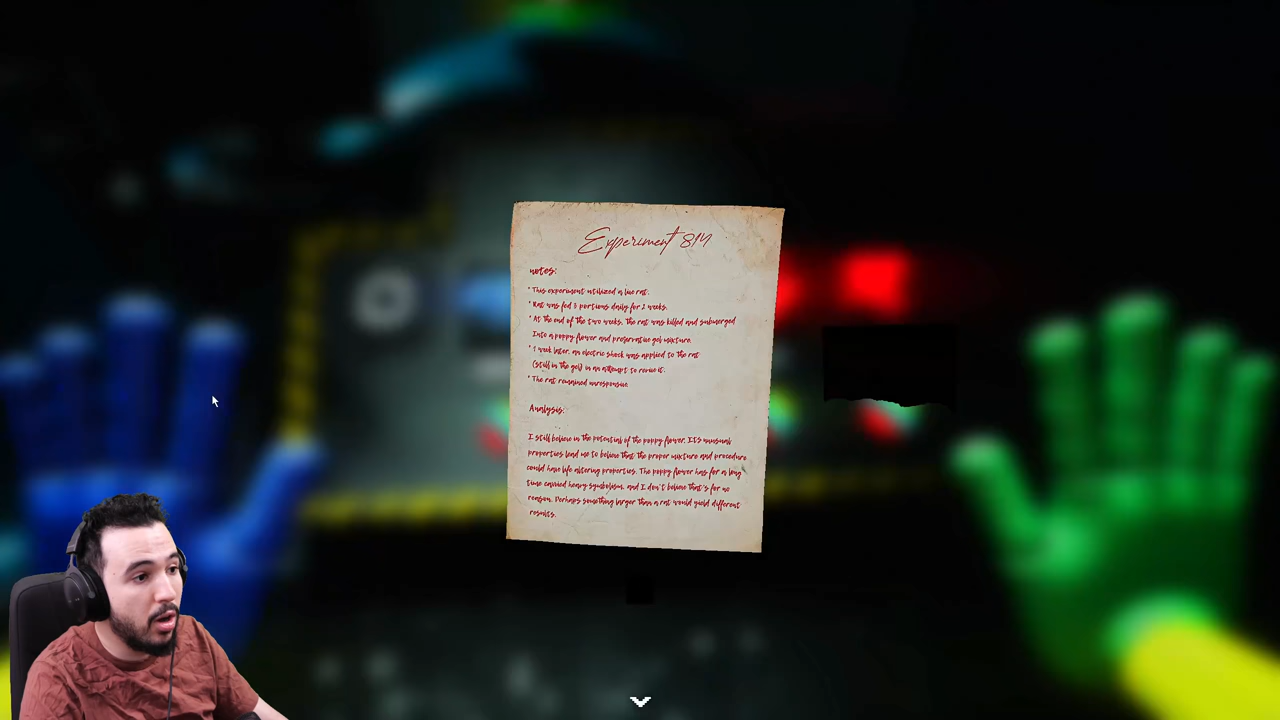 Experiment 814
notes:
* This experiment utilized a live rat.
* Rat was fed 3 portions daily for 2 weeks.
* At the end of the two weeks, the rat was killed and submerged
Into a poppy flower and preservative gel mixture.
* 1 week later, an electric shock was applied to the rat
(still in the gel) in an attempt to revive it.
* The rat remained unresponsive.
Analysis:
I still believe in the potential of the poppy flower. It's unusual
properties lead me to believe that the proper mixture and procedure
could have life altering properties. The poppy flower has for a long
time carried heavy symbolism, and I don't believe that's for no
reason. Perhaps something larger than a rat would yield different
results.